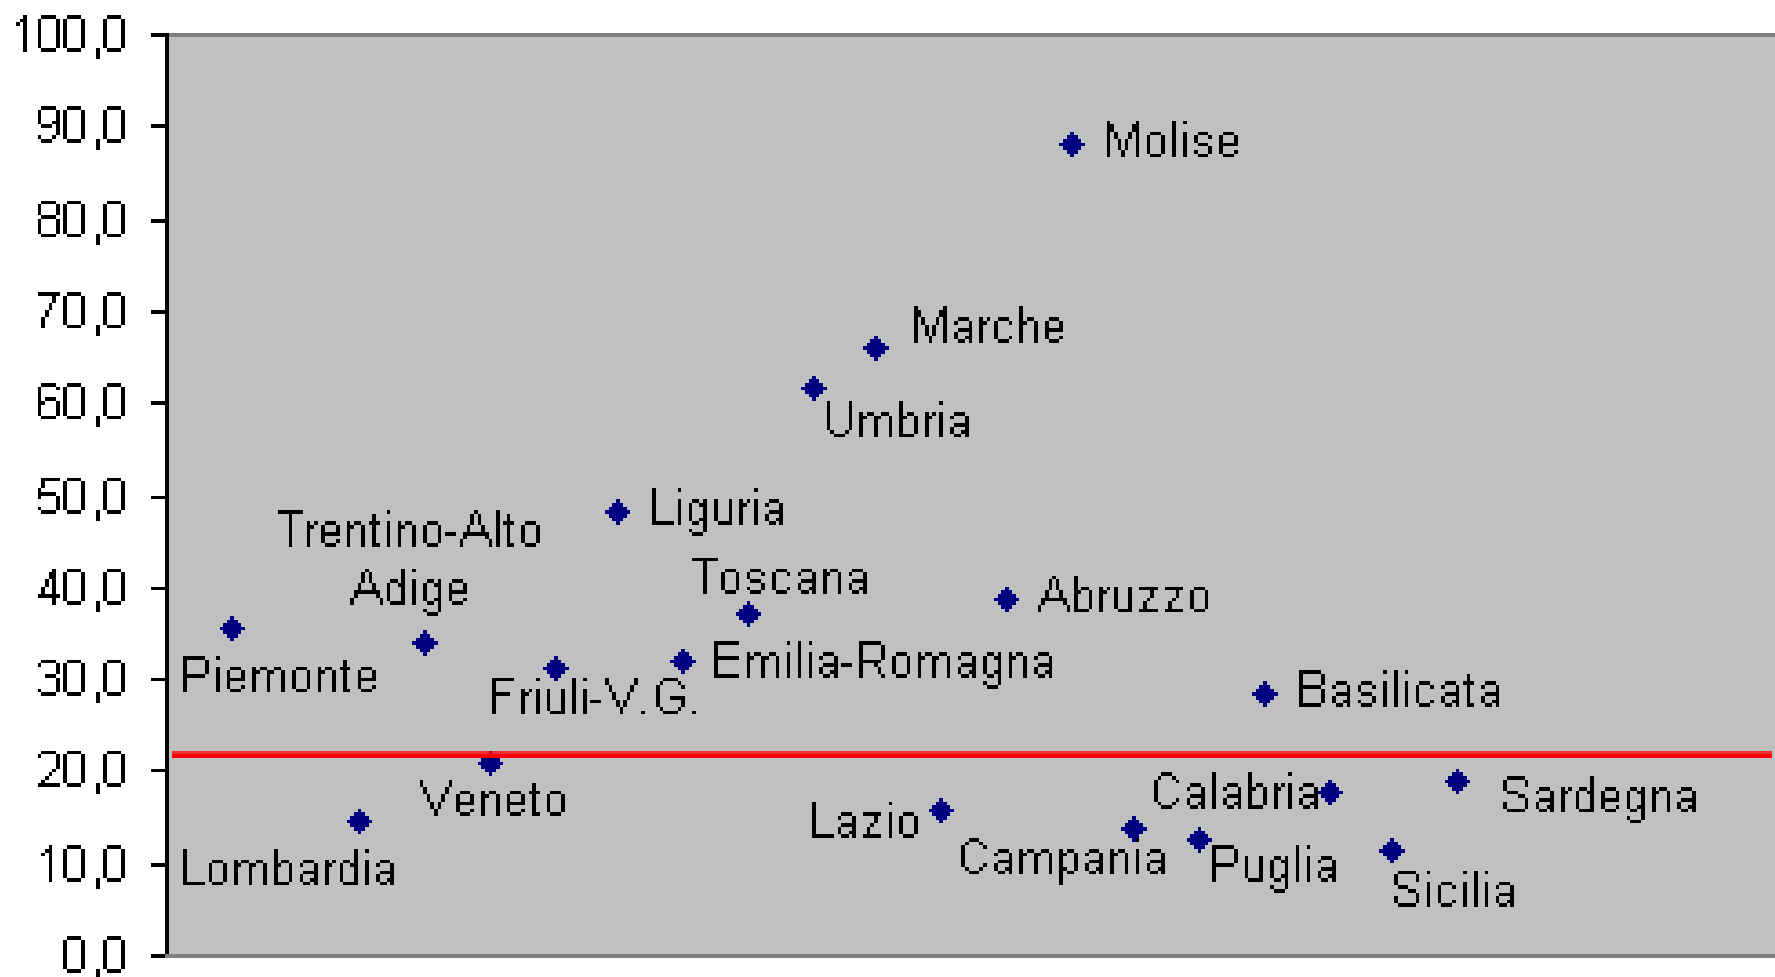 100,0
90,0
Molise
80,0
70,0
Marche
60,0
Umbria
50,0
Liguria
Trentino-Alto
Adige
40,0
Toscana
Abruzzo
Piemonte
30,0
Emilia-Romagna
Friuli-V.G.
Basilicata
20,0
Veneto
Calabria
Sardegna
Lazio
10,0
Lombardia
Campania
Puglia
Sicilia
0,0